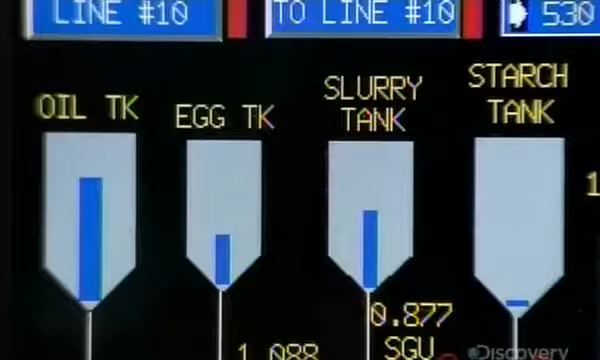 LINE #10
TO LINE #10
530
OIL TK
EGG TK
SLURRY
TANK
STARCH
TANK
1
0.877
SGU
1.088
Discovery